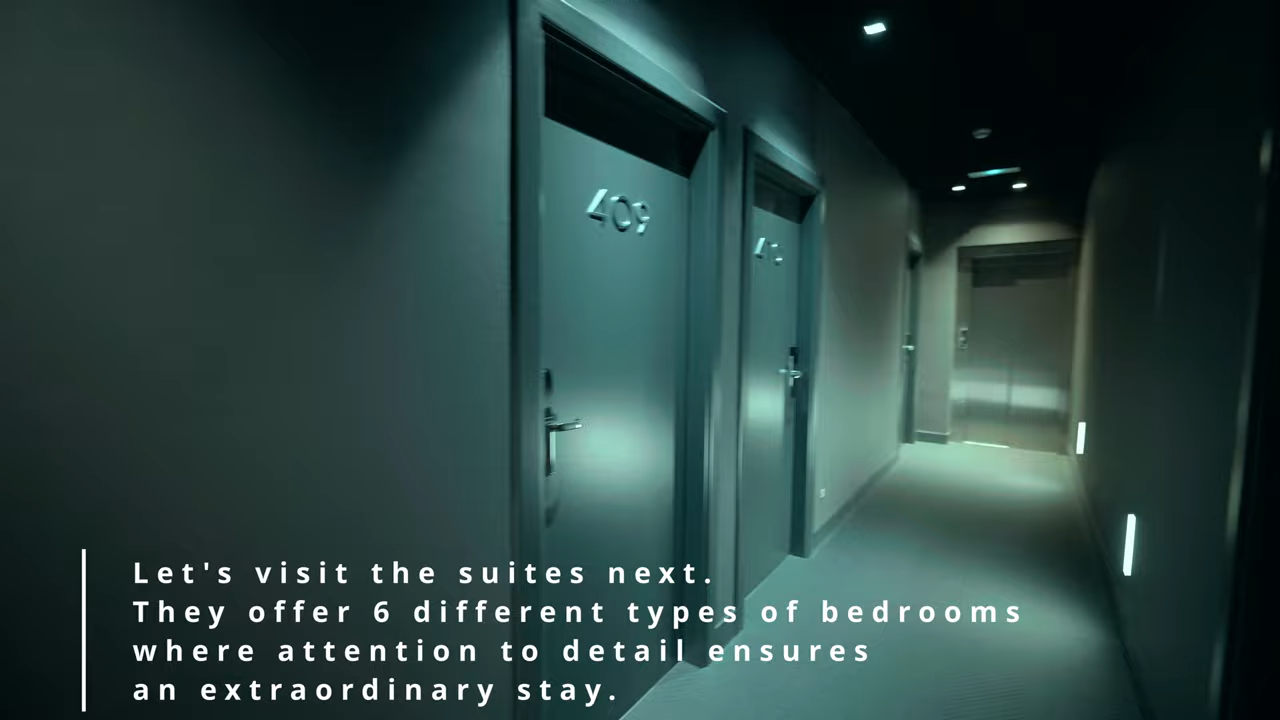 409
Let's visit the suites next.
They offer 6 different types of bedrooms
where attention to detail ensures
an extraordinary stay.